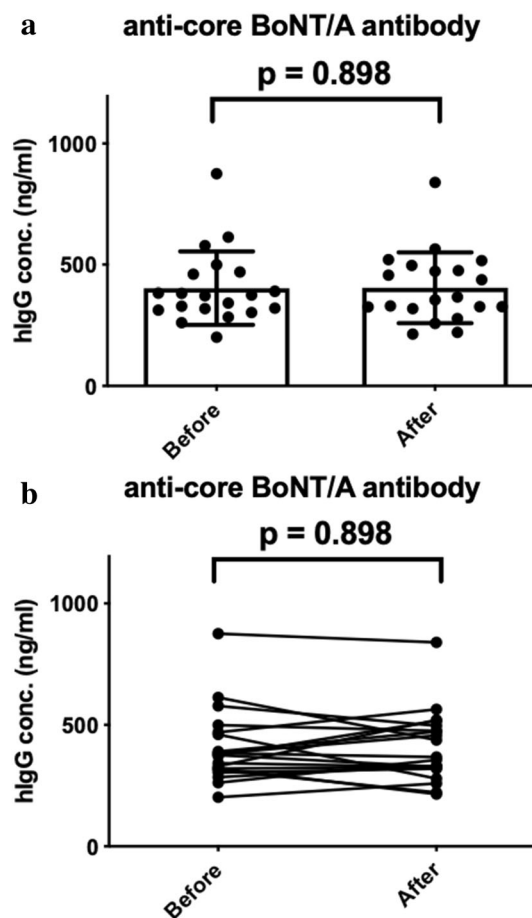 a anti-core BoNT/A antibody
p = 0.898
hIgG conc. (ng/ml)
1000
500
0
Before
After
b anti-core BoNT/A antibody
p = 0.898
hIgG conc. (ng/ml)
1000
500
0
Before
After